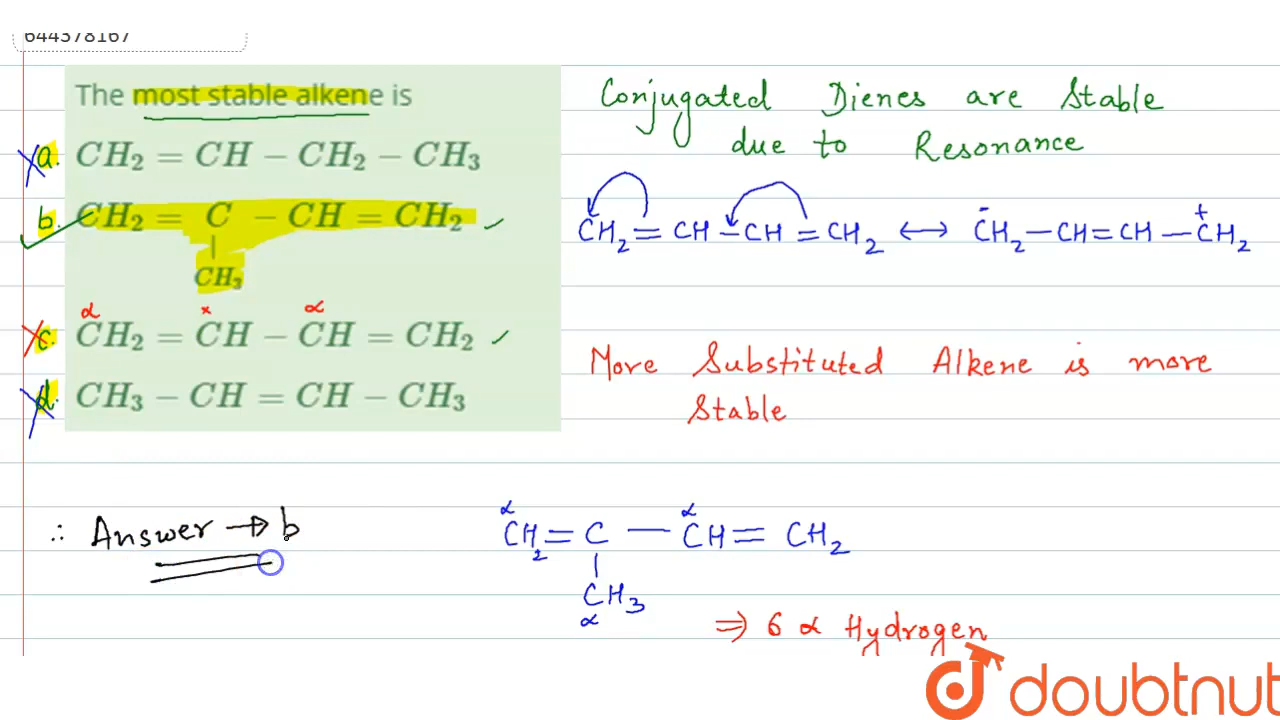 644378167
The most stable alkene is
a. CH₂ = CH − CH₂ − CH₃
b. CH₂ = C − CH = CH₂
|
CH₃
α x α
c. CH₂ = CH − CH = CH₂
d. CH₃ − CH = CH − CH₃
Conjugated Dienes are Stable
due to Resonance
CH₂ = CH − CH = CH₂ ↔ C̄H₂ − CH = CH − C⁺H₂
More Substituted Alkene is more
Stable
∴ Answer → b
α α
CH₂ = C — CH = CH₂
|
CH₃
α
⇒ 6 α Hydrogen
doubtnut